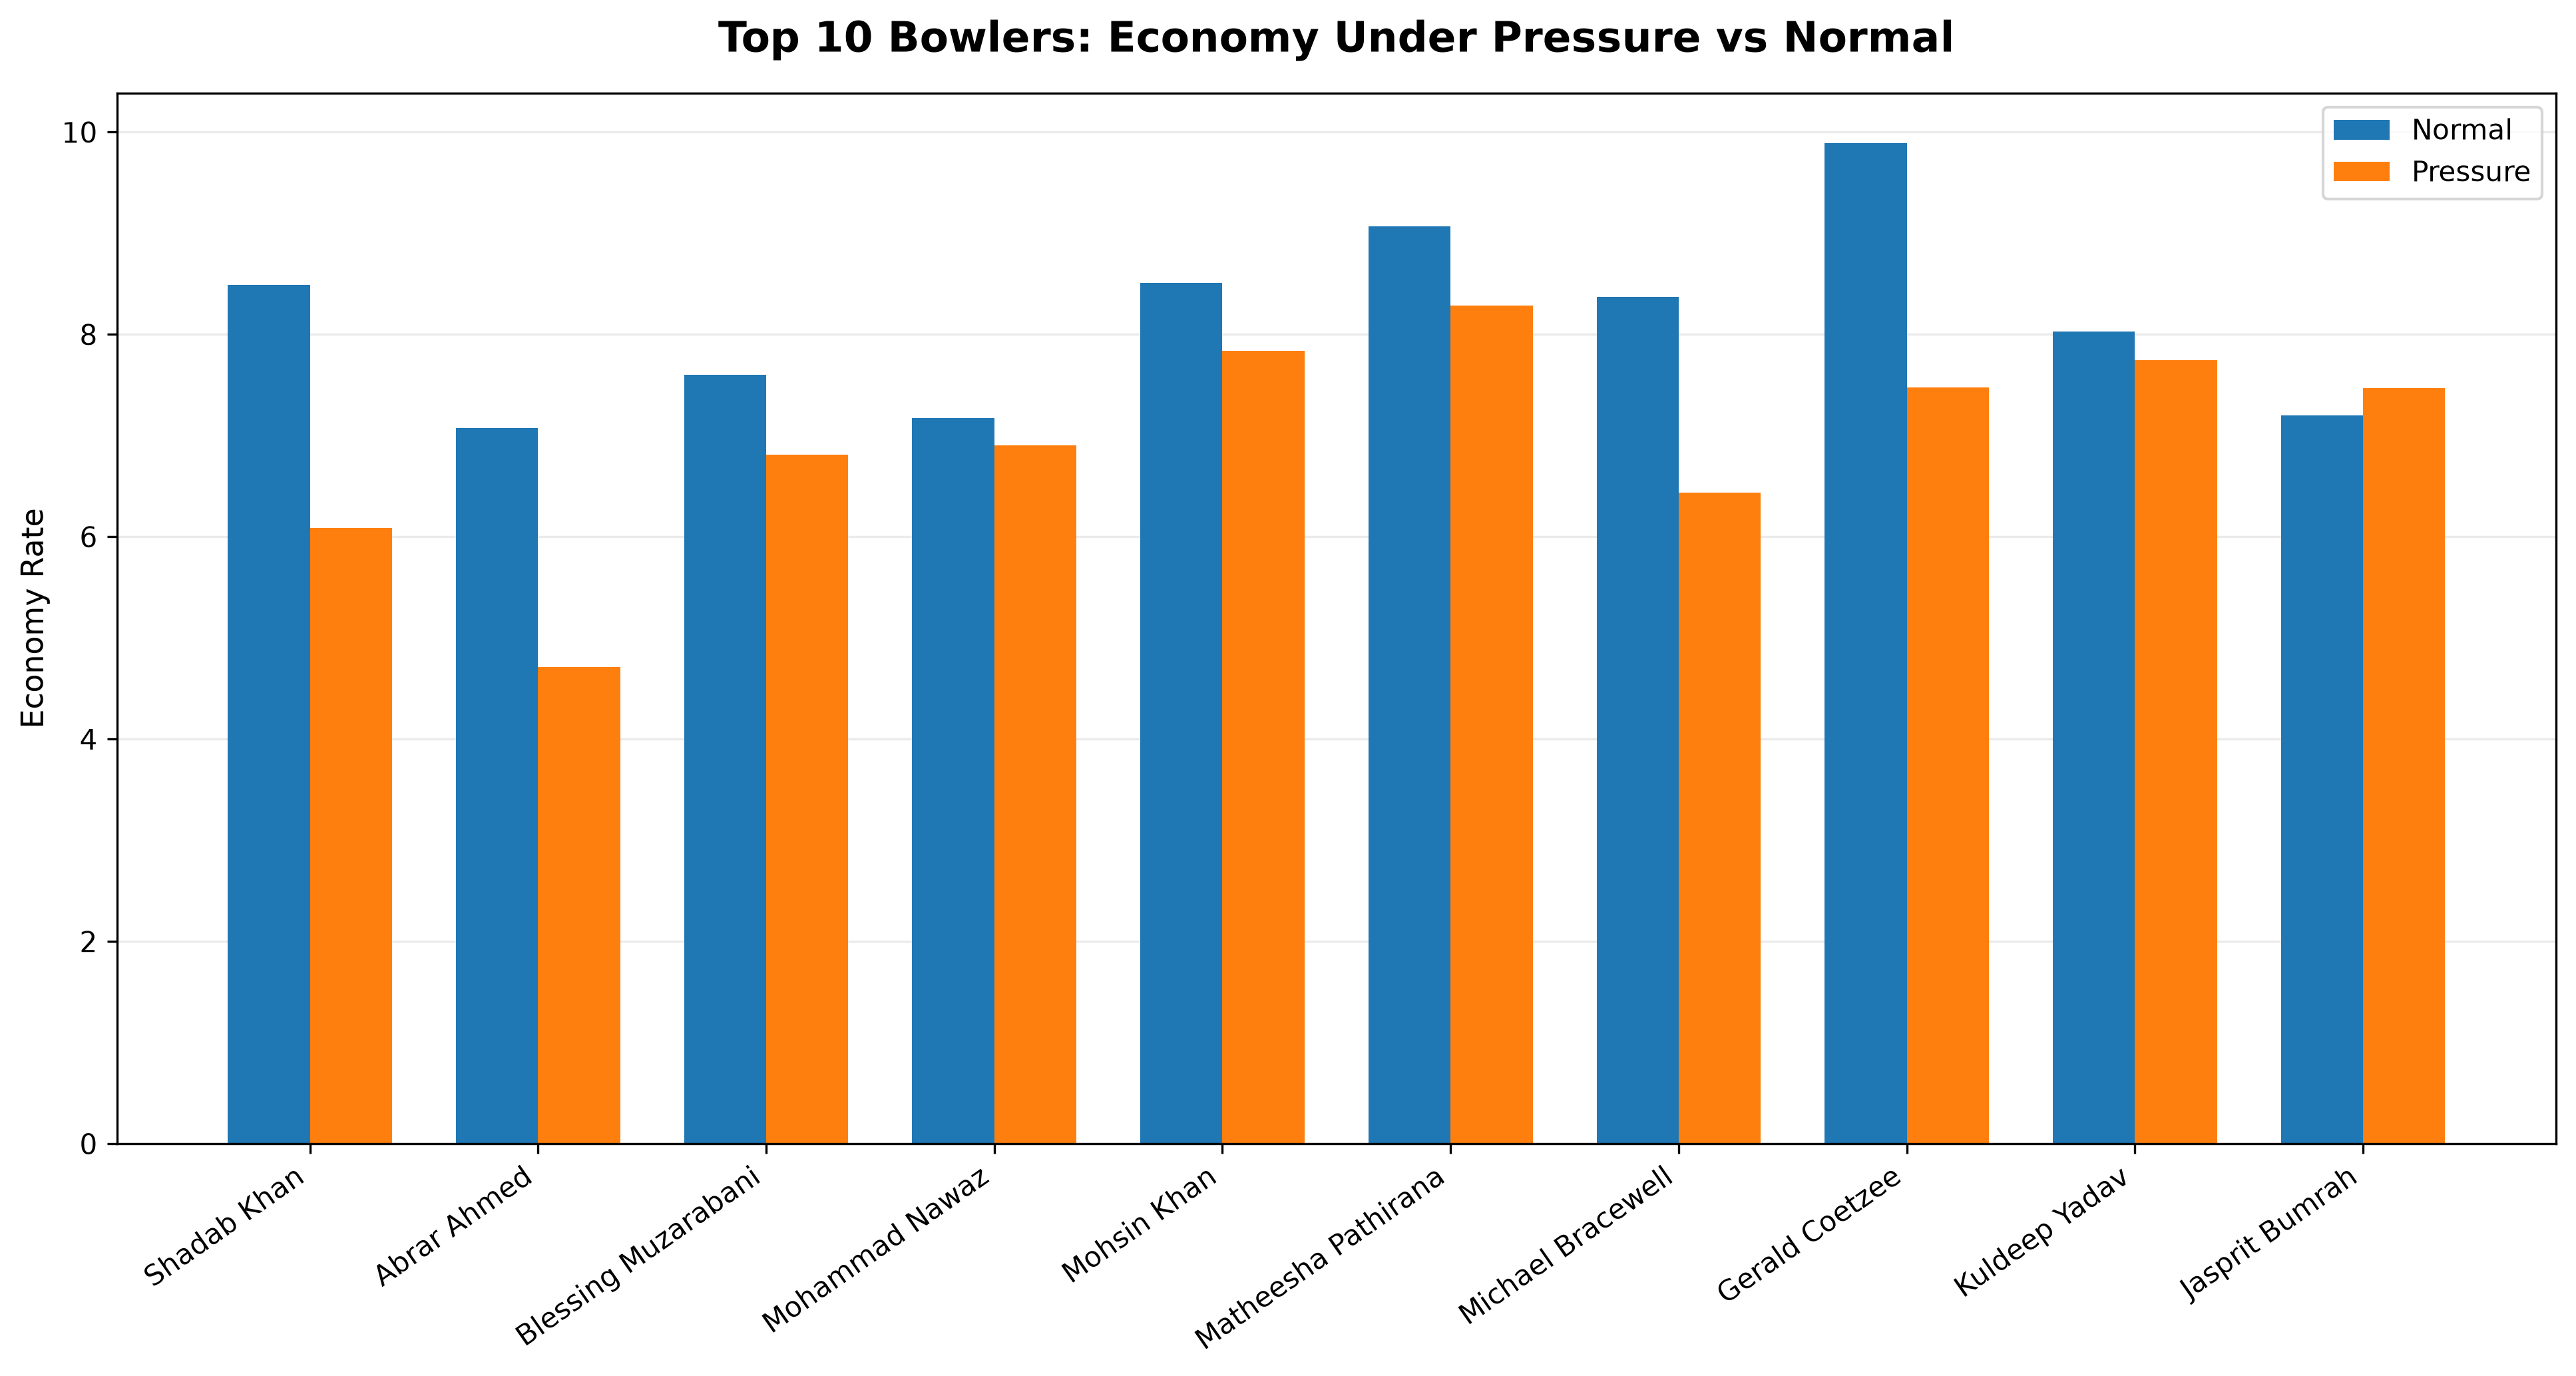 Top 10 Bowlers: Economy Under Pressure vs Normal
Normal
Pressure
Economy Rate
10
8
6
4
2
0
Shadab Khan
Abrar Ahmed
Blessing Muzarabani
Mohammad Nawaz
Mohsin Khan
Matheesha Pathirana
Michael Bracewell
Gerald Coetzee
Kuldeep Yadav
Jasprit Bumrah